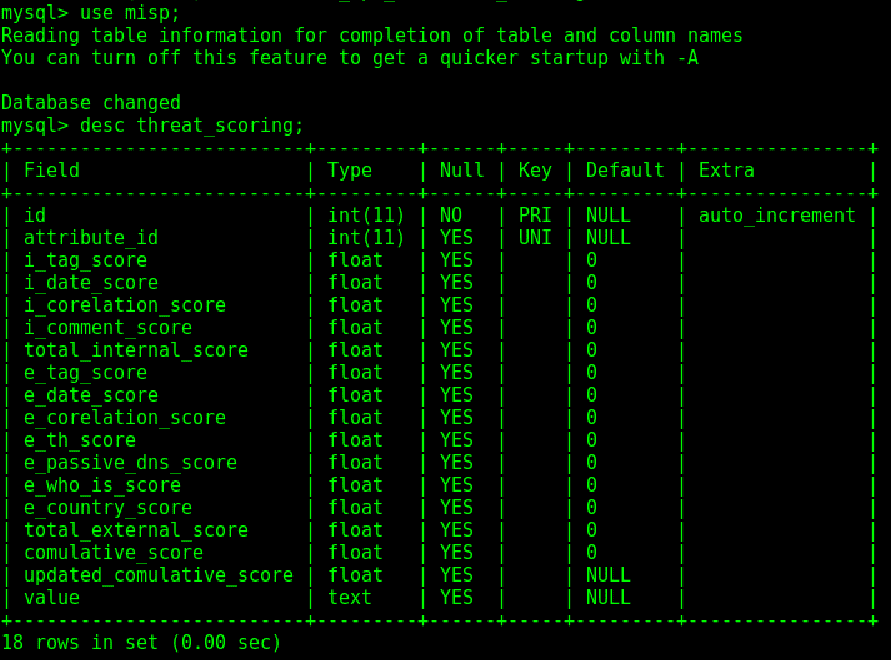 mysql> use misp;
Reading table information for completion of table and column names
You can turn off this feature to get a quicker startup with -A
Database changed
mysql> desc threat_scoring;
+--------------------------+---------+------+-----+---------+----------------+
| Field                    | Type    | Null | Key | Default | Extra          |
+--------------------------+---------+------+-----+---------+----------------+
| id                       | int(11) | NO   | PRI | NULL    | auto_increment |
| attribute_id             | int(11) | YES  | UNI | NULL    |                |
| i_tag_score              | float   | YES  |     | 0       |                |
| i_date_score             | float   | YES  |     | 0       |                |
| i_corelation_score       | float   | YES  |     | 0       |                |
| i_comment_score          | float   | YES  |     | 0       |                |
| total_internal_score     | float   | YES  |     | 0       |                |
| e_tag_score              | float   | YES  |     | 0       |                |
| e_date_score             | float   | YES  |     | 0       |                |
| e_corelation_score       | float   | YES  |     | 0       |                |
| e_th_score               | float   | YES  |     | 0       |                |
| e_passive_dns_score      | float   | YES  |     | 0       |                |
| e_who_is_score           | float   | YES  |     | 0       |                |
| e_country_score          | float   | YES  |     | 0       |                |
| total_external_score     | float   | YES  |     | 0       |                |
| comulative_score         | float   | YES  |     | 0       |                |
| updated_comulative_score | float   | YES  |     | NULL    |                |
| value                    | text    | YES  |     | NULL    |                |
+--------------------------+---------+------+-----+---------+----------------+
18 rows in set (0.00 sec)